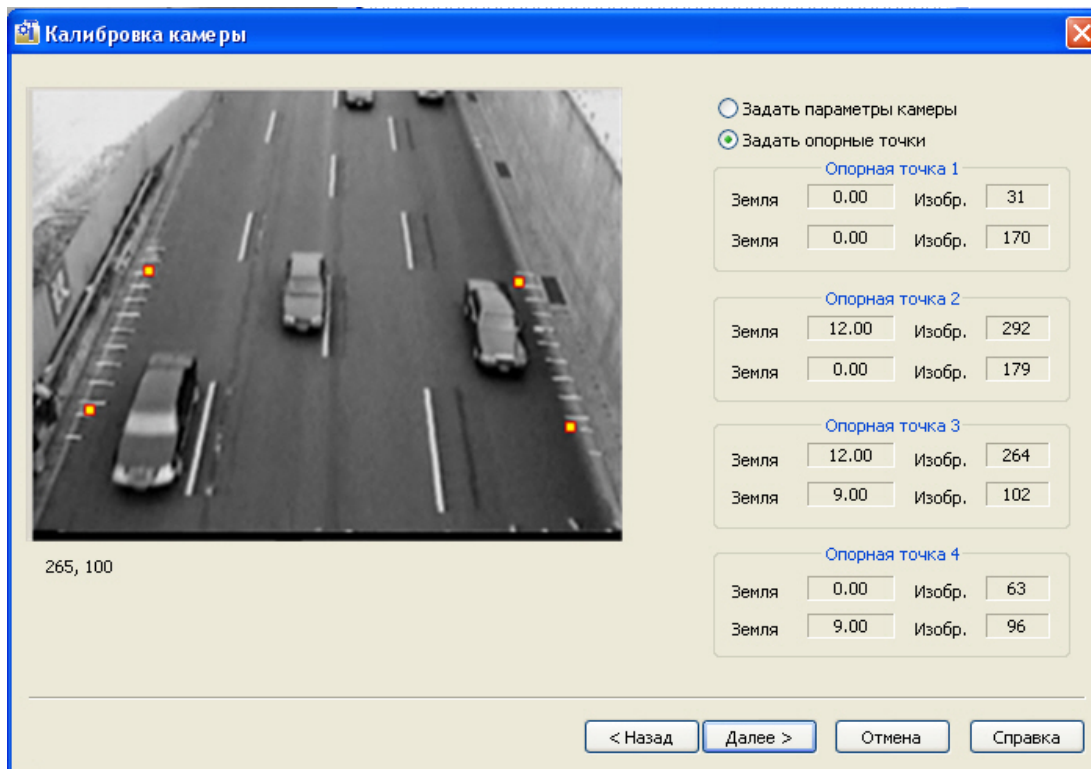 Калибровка камеры
Задать параметры камеры
Задать опорные точки
Опорная точка 1
Земля 0.00 Изобр. 31
Земля 0.00 Изобр. 170
Опорная точка 2
Земля 12.00 Изобр. 292
Земля 0.00 Изобр. 179
Опорная точка 3
Земля 12.00 Изобр. 264
Земля 9.00 Изобр. 102
Опорная точка 4
Земля 0.00 Изобр. 63
Земля 9.00 Изобр. 96
265, 100
< Назад Далее > Отмена Справка